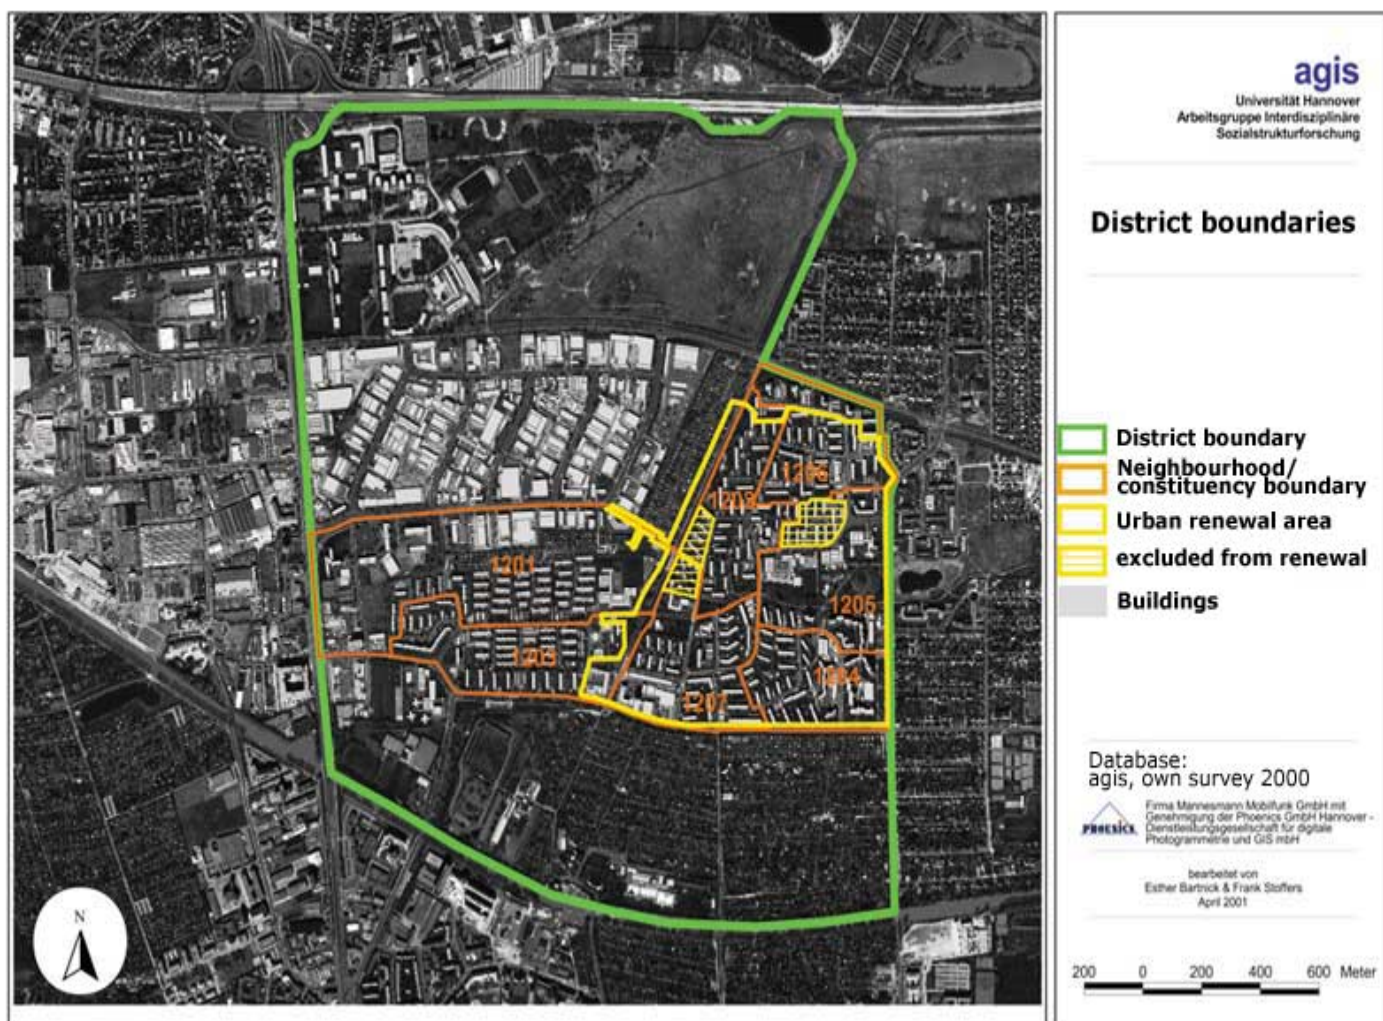 agis
Universität Hannover
Arbeitsgruppe Interdisziplinäre
Sozialstrukturforschung
District boundaries
District boundary
Neighbourhood/
constituency boundary
Urban renewal area
excluded from renewal
Buildings
1206
1208
1201
1205
1203
1204
1207
Database:
agis, own survey 2000
PHOENICS
Firma Mannesmann Mobilfunk GmbH mit
Genehmigung der Phoenics GmbH Hannover -
Dienstleistungsgesellschaft für digitale
Photogrammetrie und GIS mbH
bearbeitet von
Esther Bartnick & Frank Stoffers
April 2001
N
200 0 200 400 600 Meter